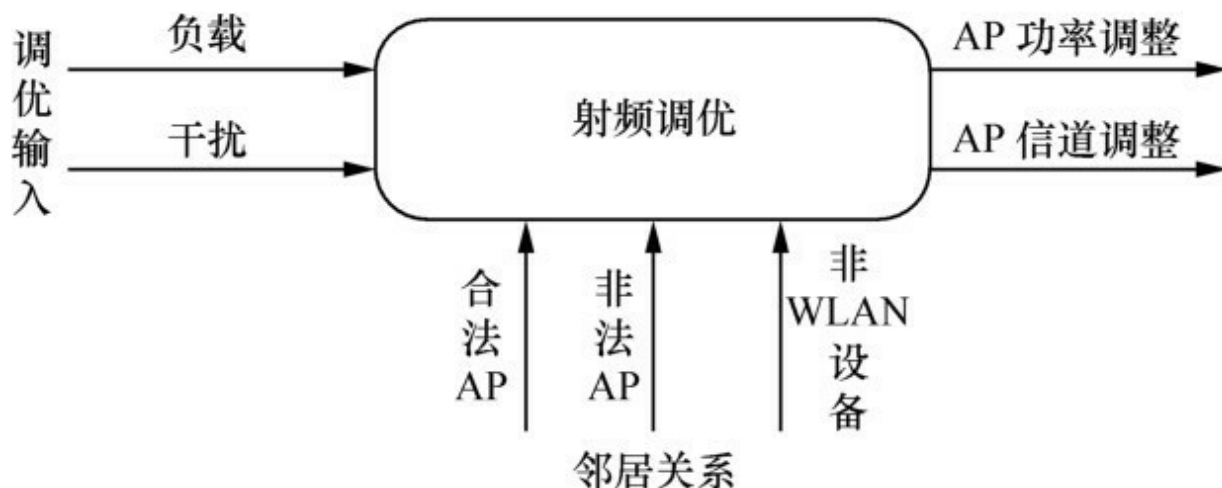 调优输入
负载
干扰
射频调优
AP 功率调整
AP 信道调整
合法AP
非法AP
非WLAN设备
邻居关系